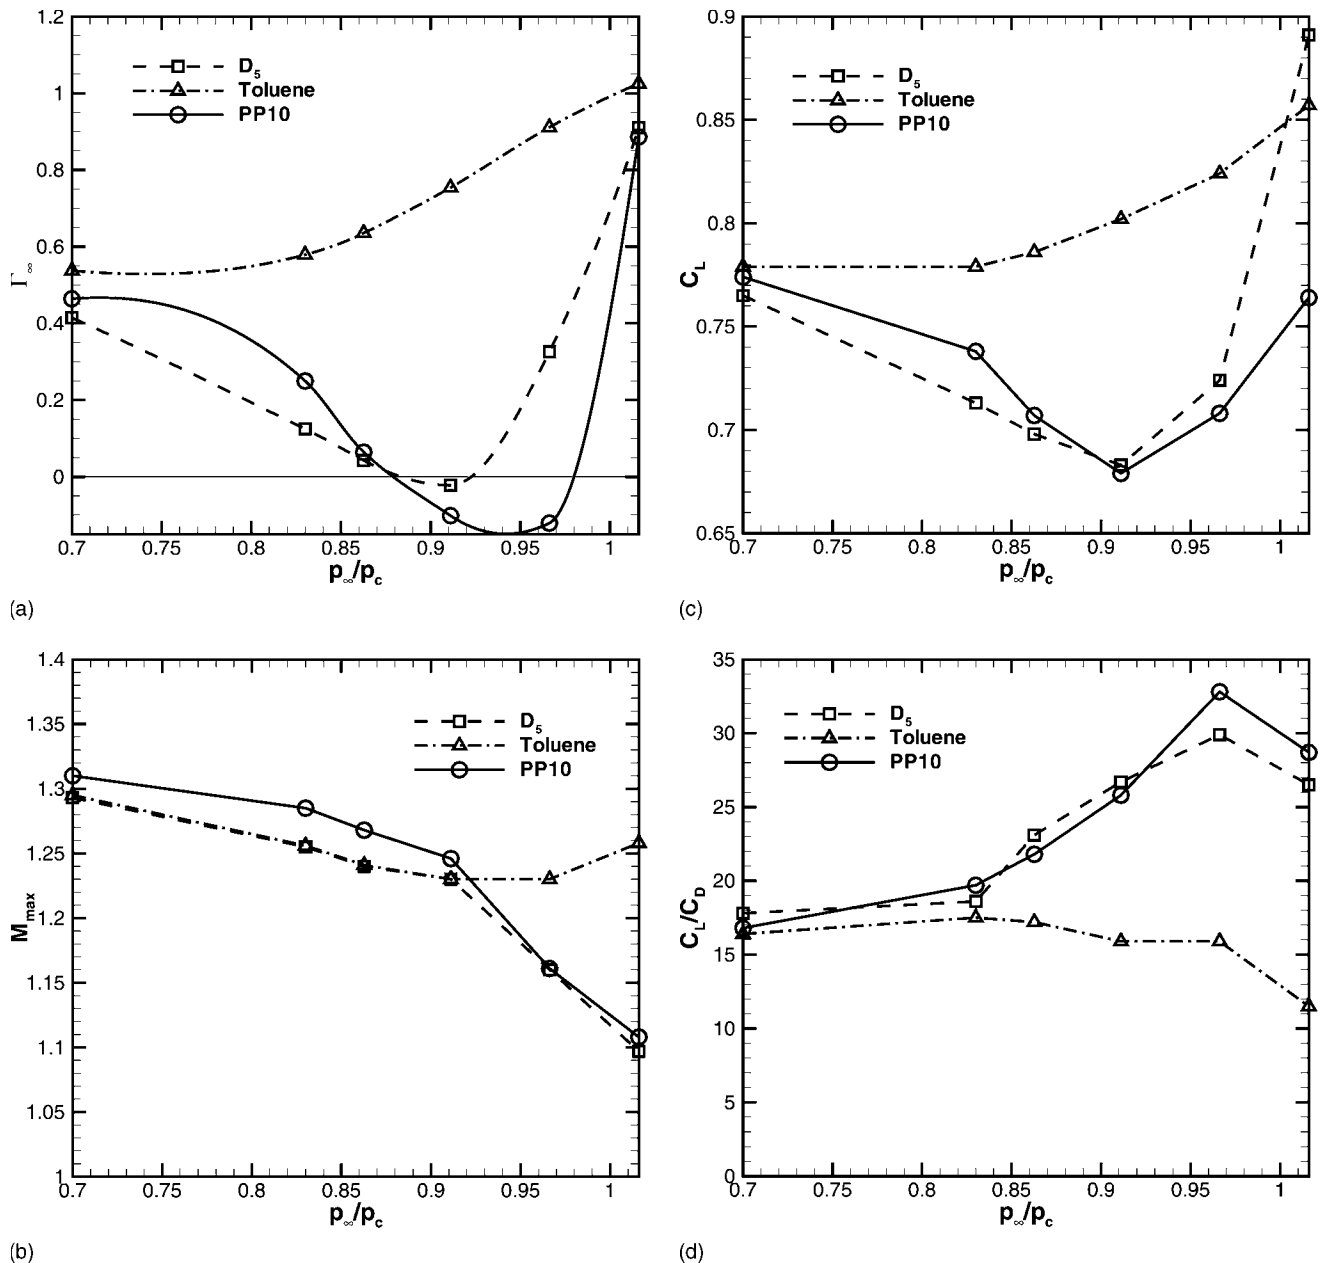 1.2
1
0.8
0.6
0.4
0.2
0
Γ∞
D5
Toluene
PP10
0.7 0.75 0.8 0.85 0.9 0.95 1
p∞/pc
(a)
0.9
0.85
0.8
0.75
0.7
0.65
CL
D5
Toluene
PP10
0.7 0.75 0.8 0.85 0.9 0.95 1
p∞/pc
(c)
1.4
1.35
1.3
1.25
1.2
1.15
1.1
1.05
1
Mmax
D5
Toluene
PP10
0.7 0.75 0.8 0.85 0.9 0.95 1
p∞/pc
(b)
35
30
25
20
15
10
5
0
CL/CD
D5
Toluene
PP10
0.7 0.75 0.8 0.85 0.9 0.95 1
p∞/pc
(d)